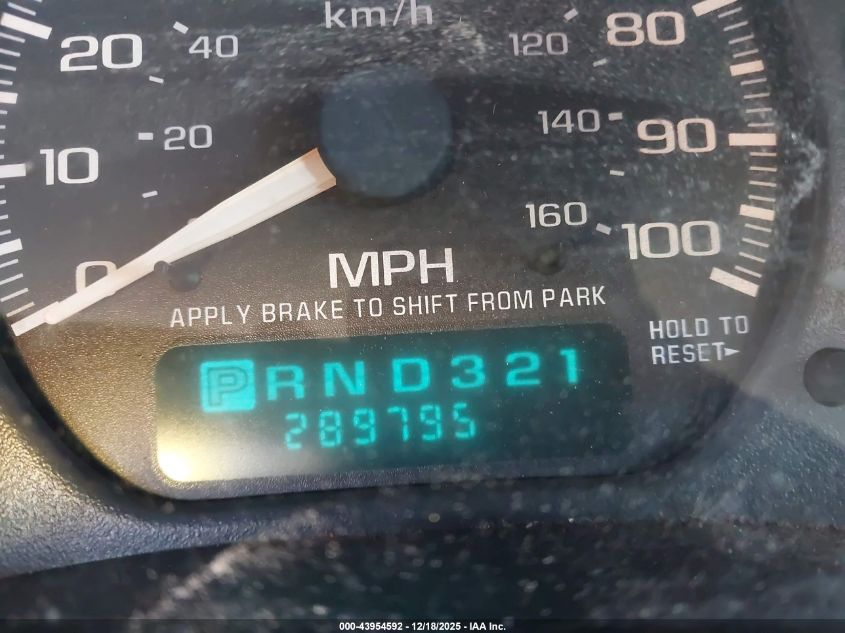 km/h
20 40 120 80
20 140 90
10
160 100
0 MPH
APPLY BRAKE TO SHIFT FROM PARK
HOLD TO
RESET►
P R N D 3 2 1
289795
000-43954592 - 12/18/2025 - IAA Inc.